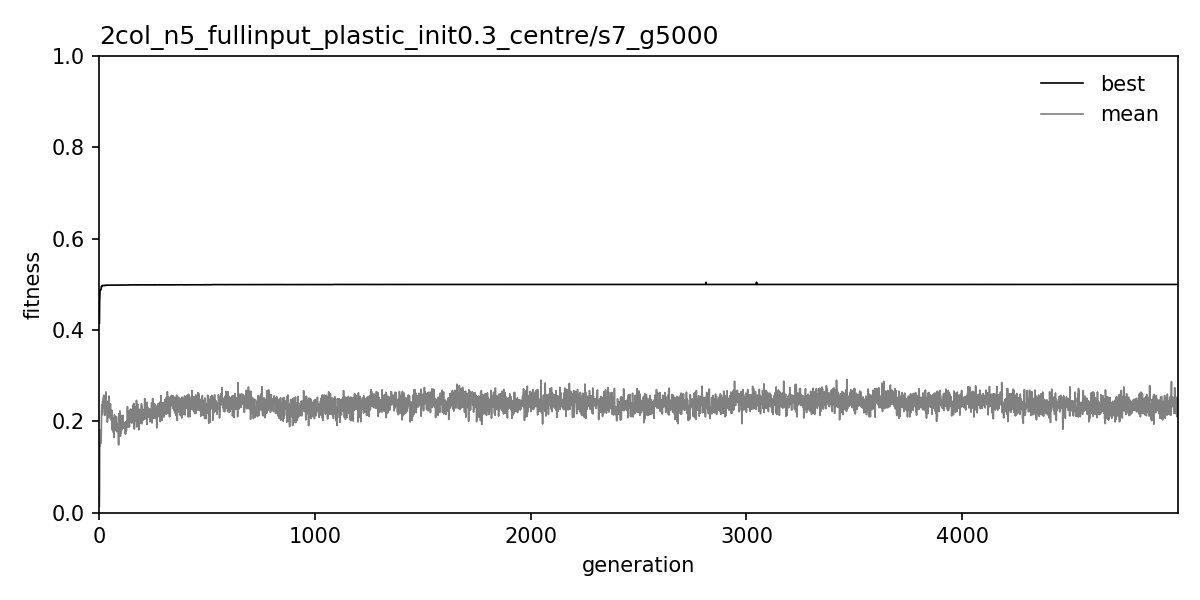 2col_n5_fullinput_plastic_init0.3_centre/s7_g5000
1.0
0.8
0.6
0.4
0.2
0.0
fitness
best
mean
0 1000 2000 3000 4000
generation